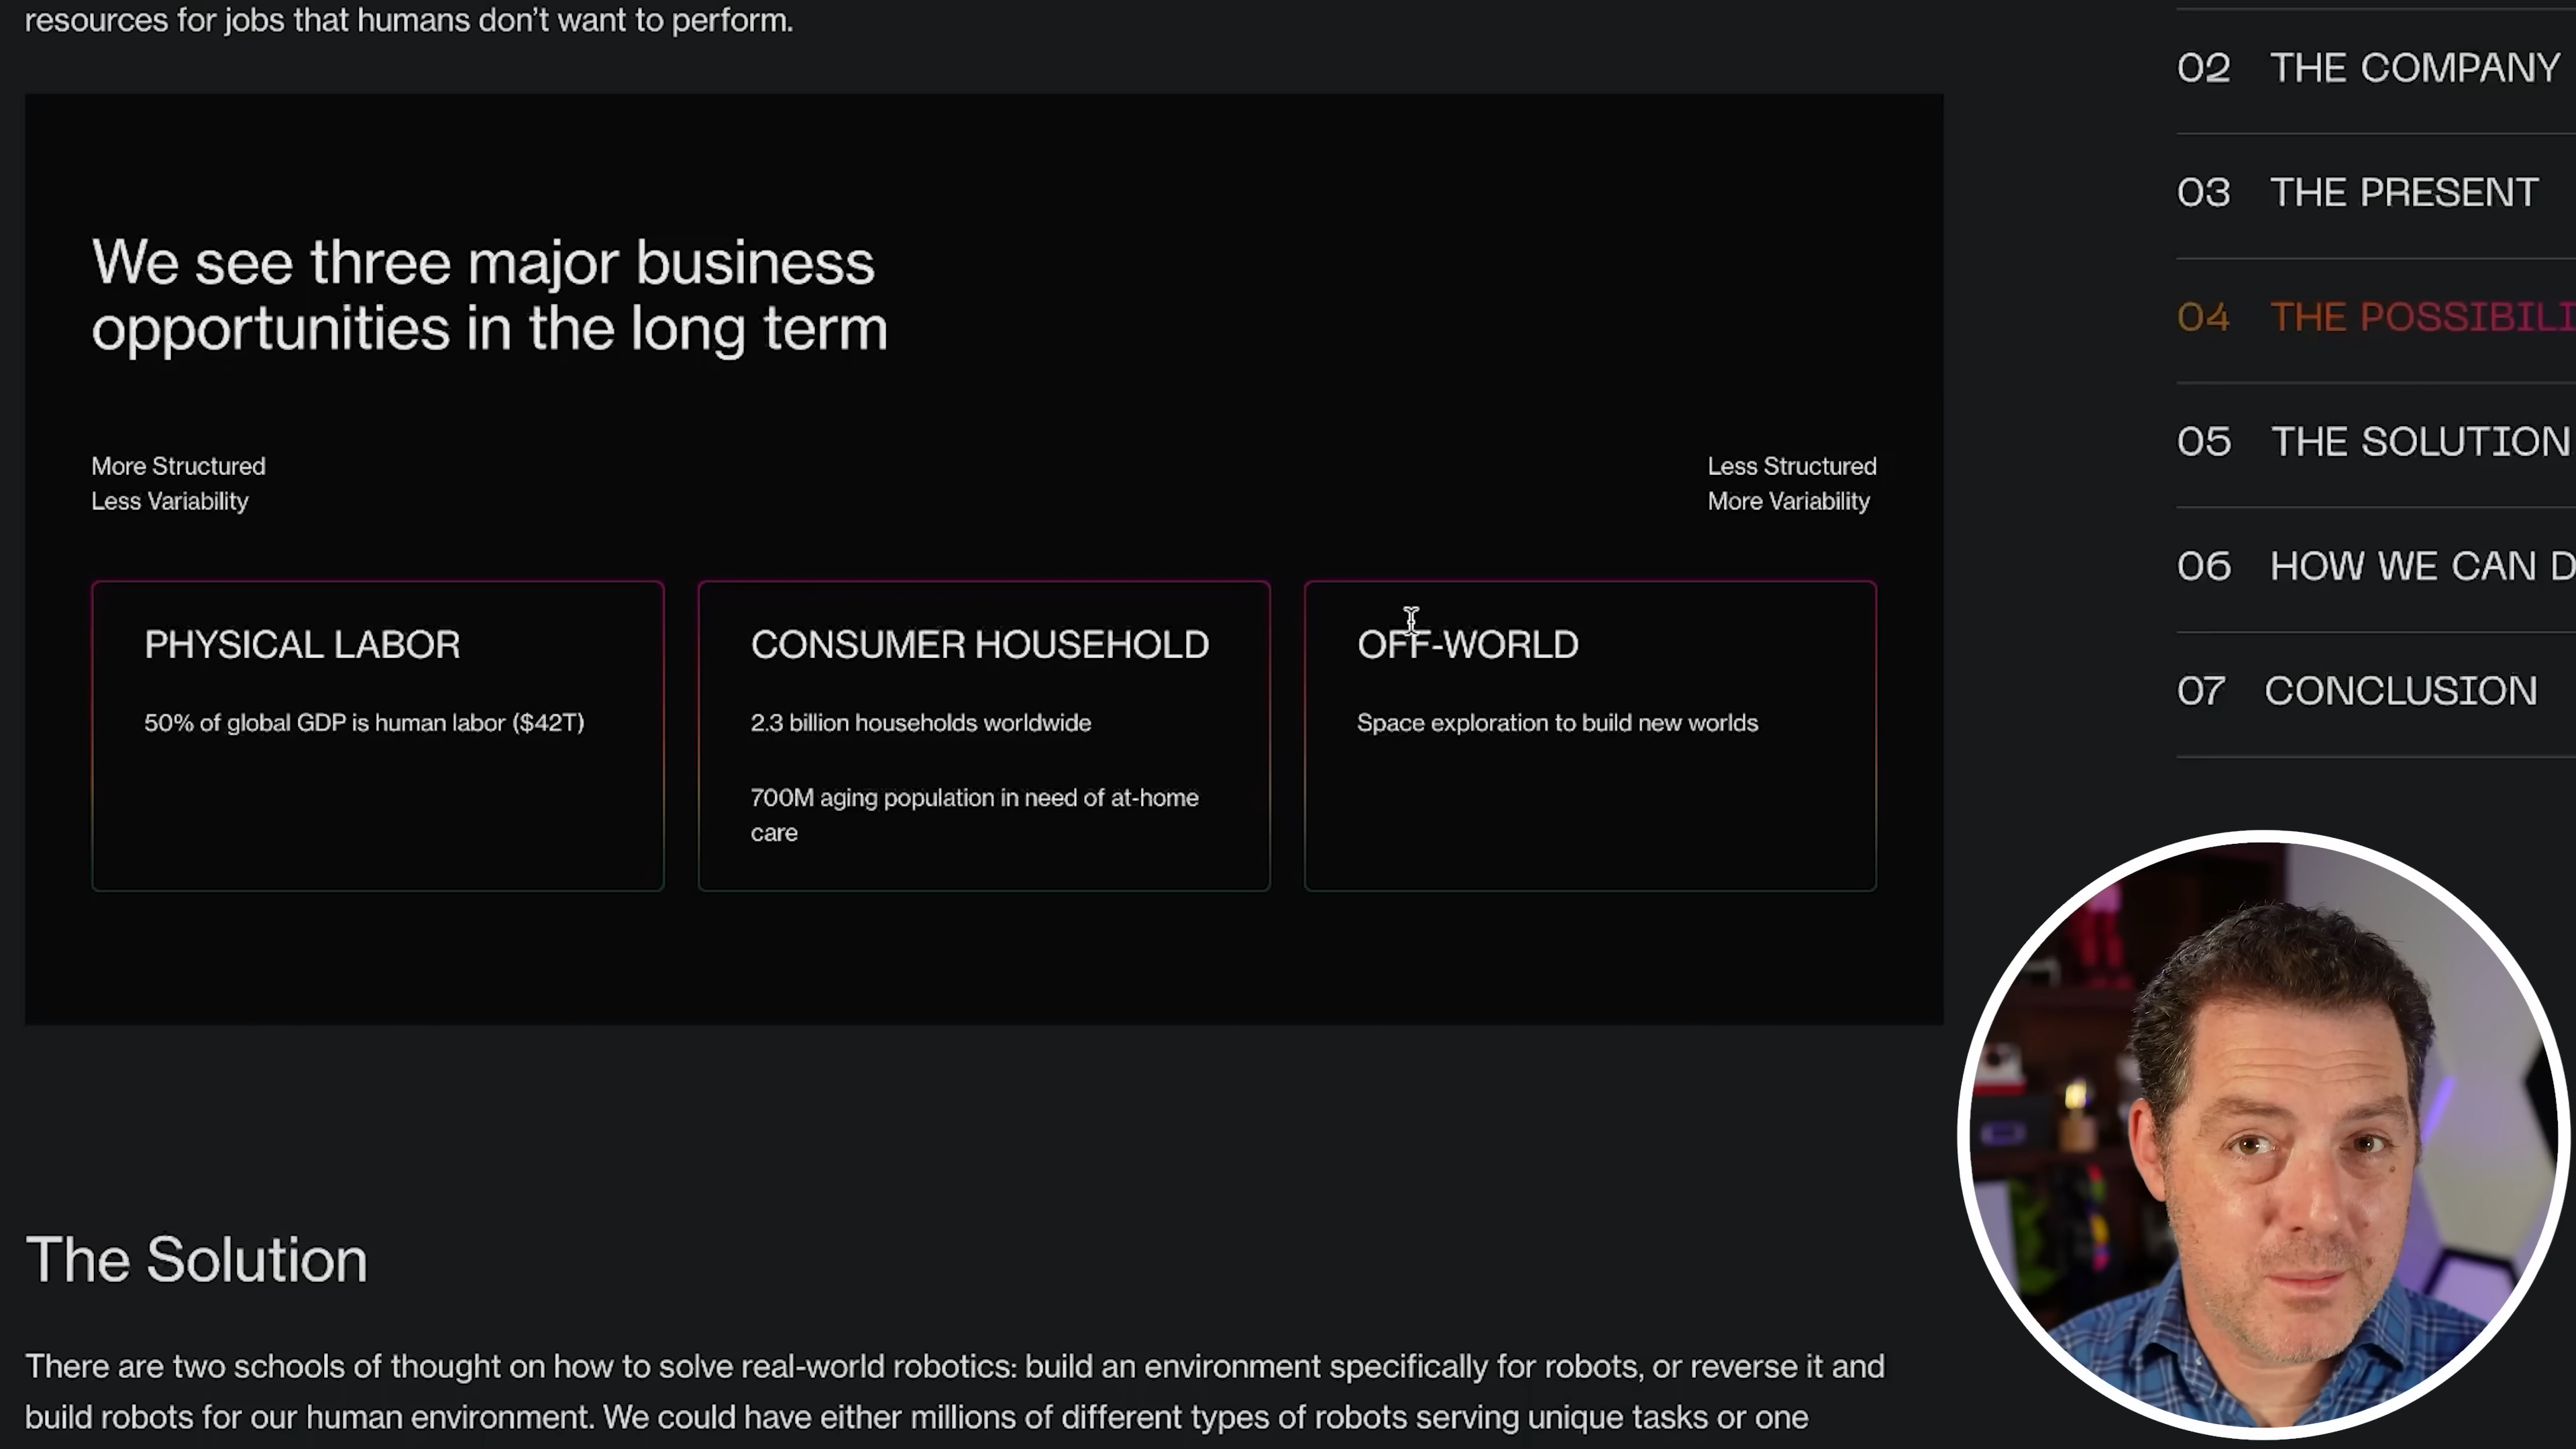 resources for jobs that humans don’t want to perform.
We see three major business
opportunities in the long term
More Structured
Less Variability
Less Structured
More Variability
PHYSICAL LABOR
50% of global GDP is human labor ($42T)
CONSUMER HOUSEHOLD
2.3 billion households worldwide
700M aging population in need of at-home
care
OFF-WORLD
Space exploration to build new worlds
The Solution
There are two schools of thought on how to solve real-world robotics: build an environment specifically for robots, or reverse it and
build robots for our human environment. We could have either millions of different types of robots serving unique tasks or one
02 THE COMPANY
03 THE PRESENT
04 THE POSSIBILI
05 THE SOLUTION
06 HOW WE CAN D
07 CONCLUSION